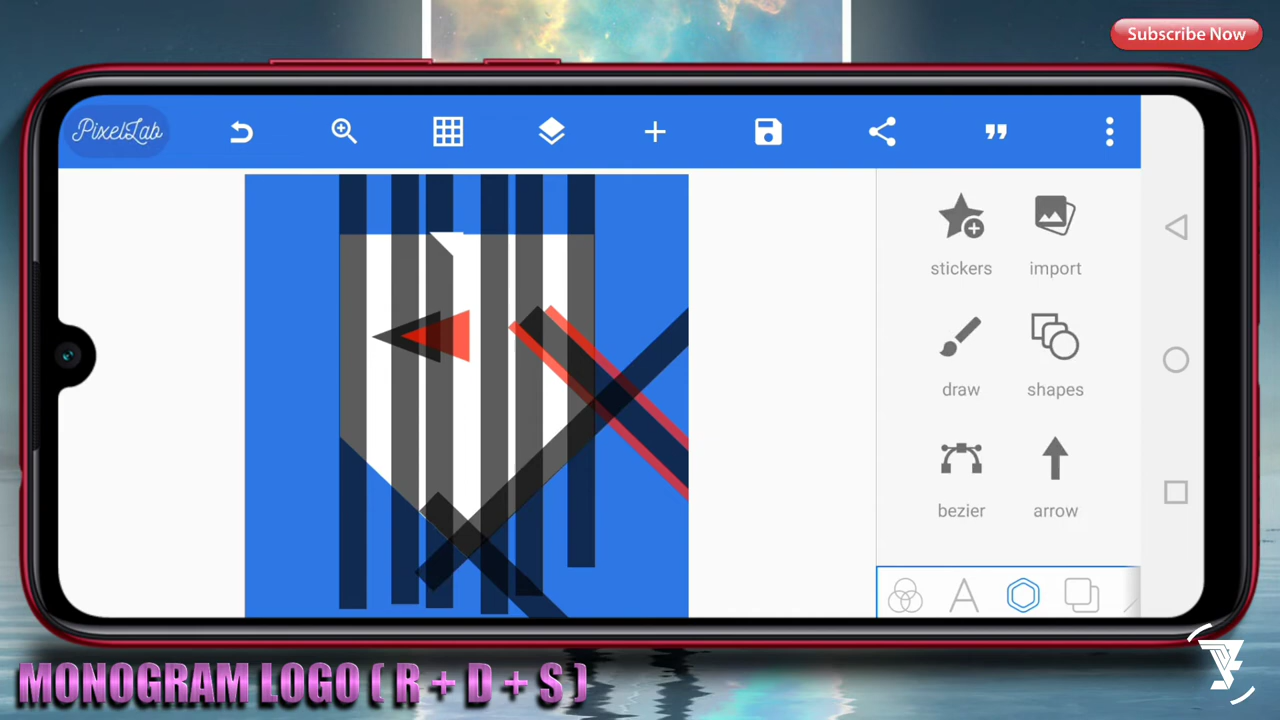 Subscribe Now
PixelLab
stickers
import
draw
shapes
bezier
arrow
MONOGRAM LOGO ( R + D + S )